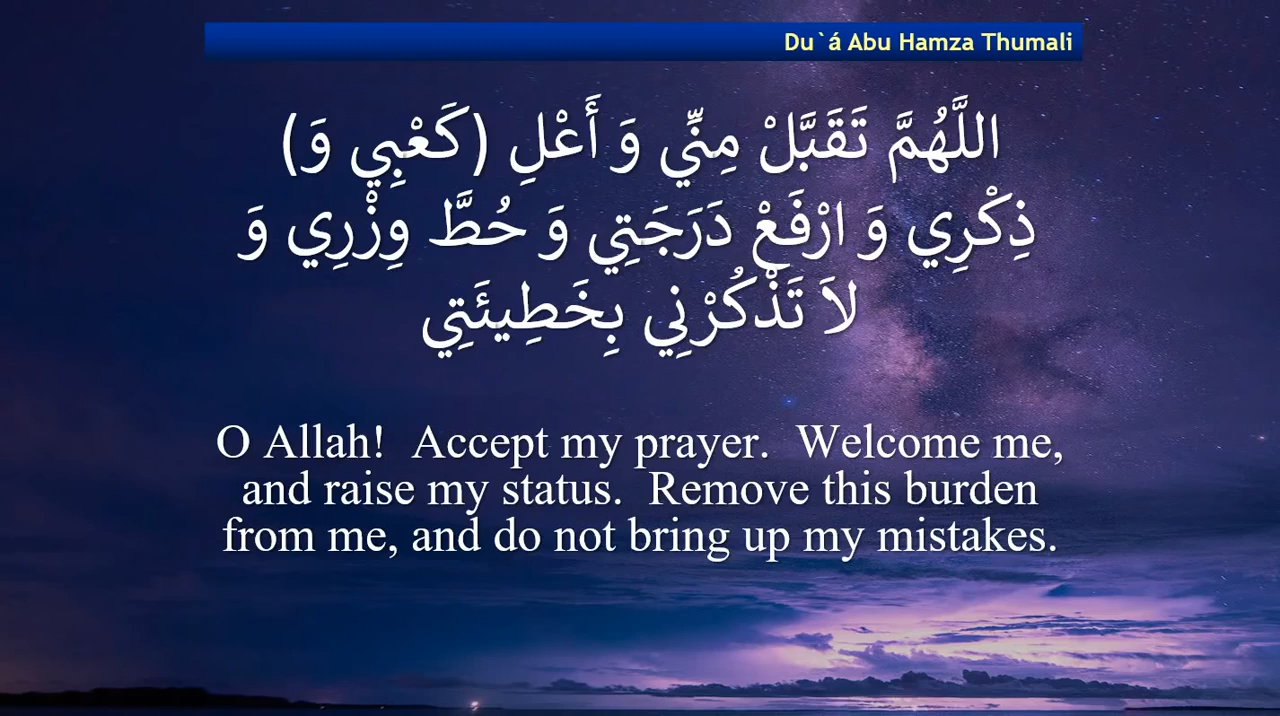 Du`á Abu Hamza Thumali
اللَّهُمَّ تَقَبَّلْ مِنِّي وَ أَعْلِ (كَعْبِي وَ)
ذِكْرِي وَ ارْفَعْ دَرَجَتِي وَ حُطَّ وِزْرِي وَ
لاَ تَذْكُرْنِي بِخَطِيئَتِي
O Allah!  Accept my prayer.  Welcome me,
and raise my status.  Remove this burden
from me, and do not bring up my mistakes.